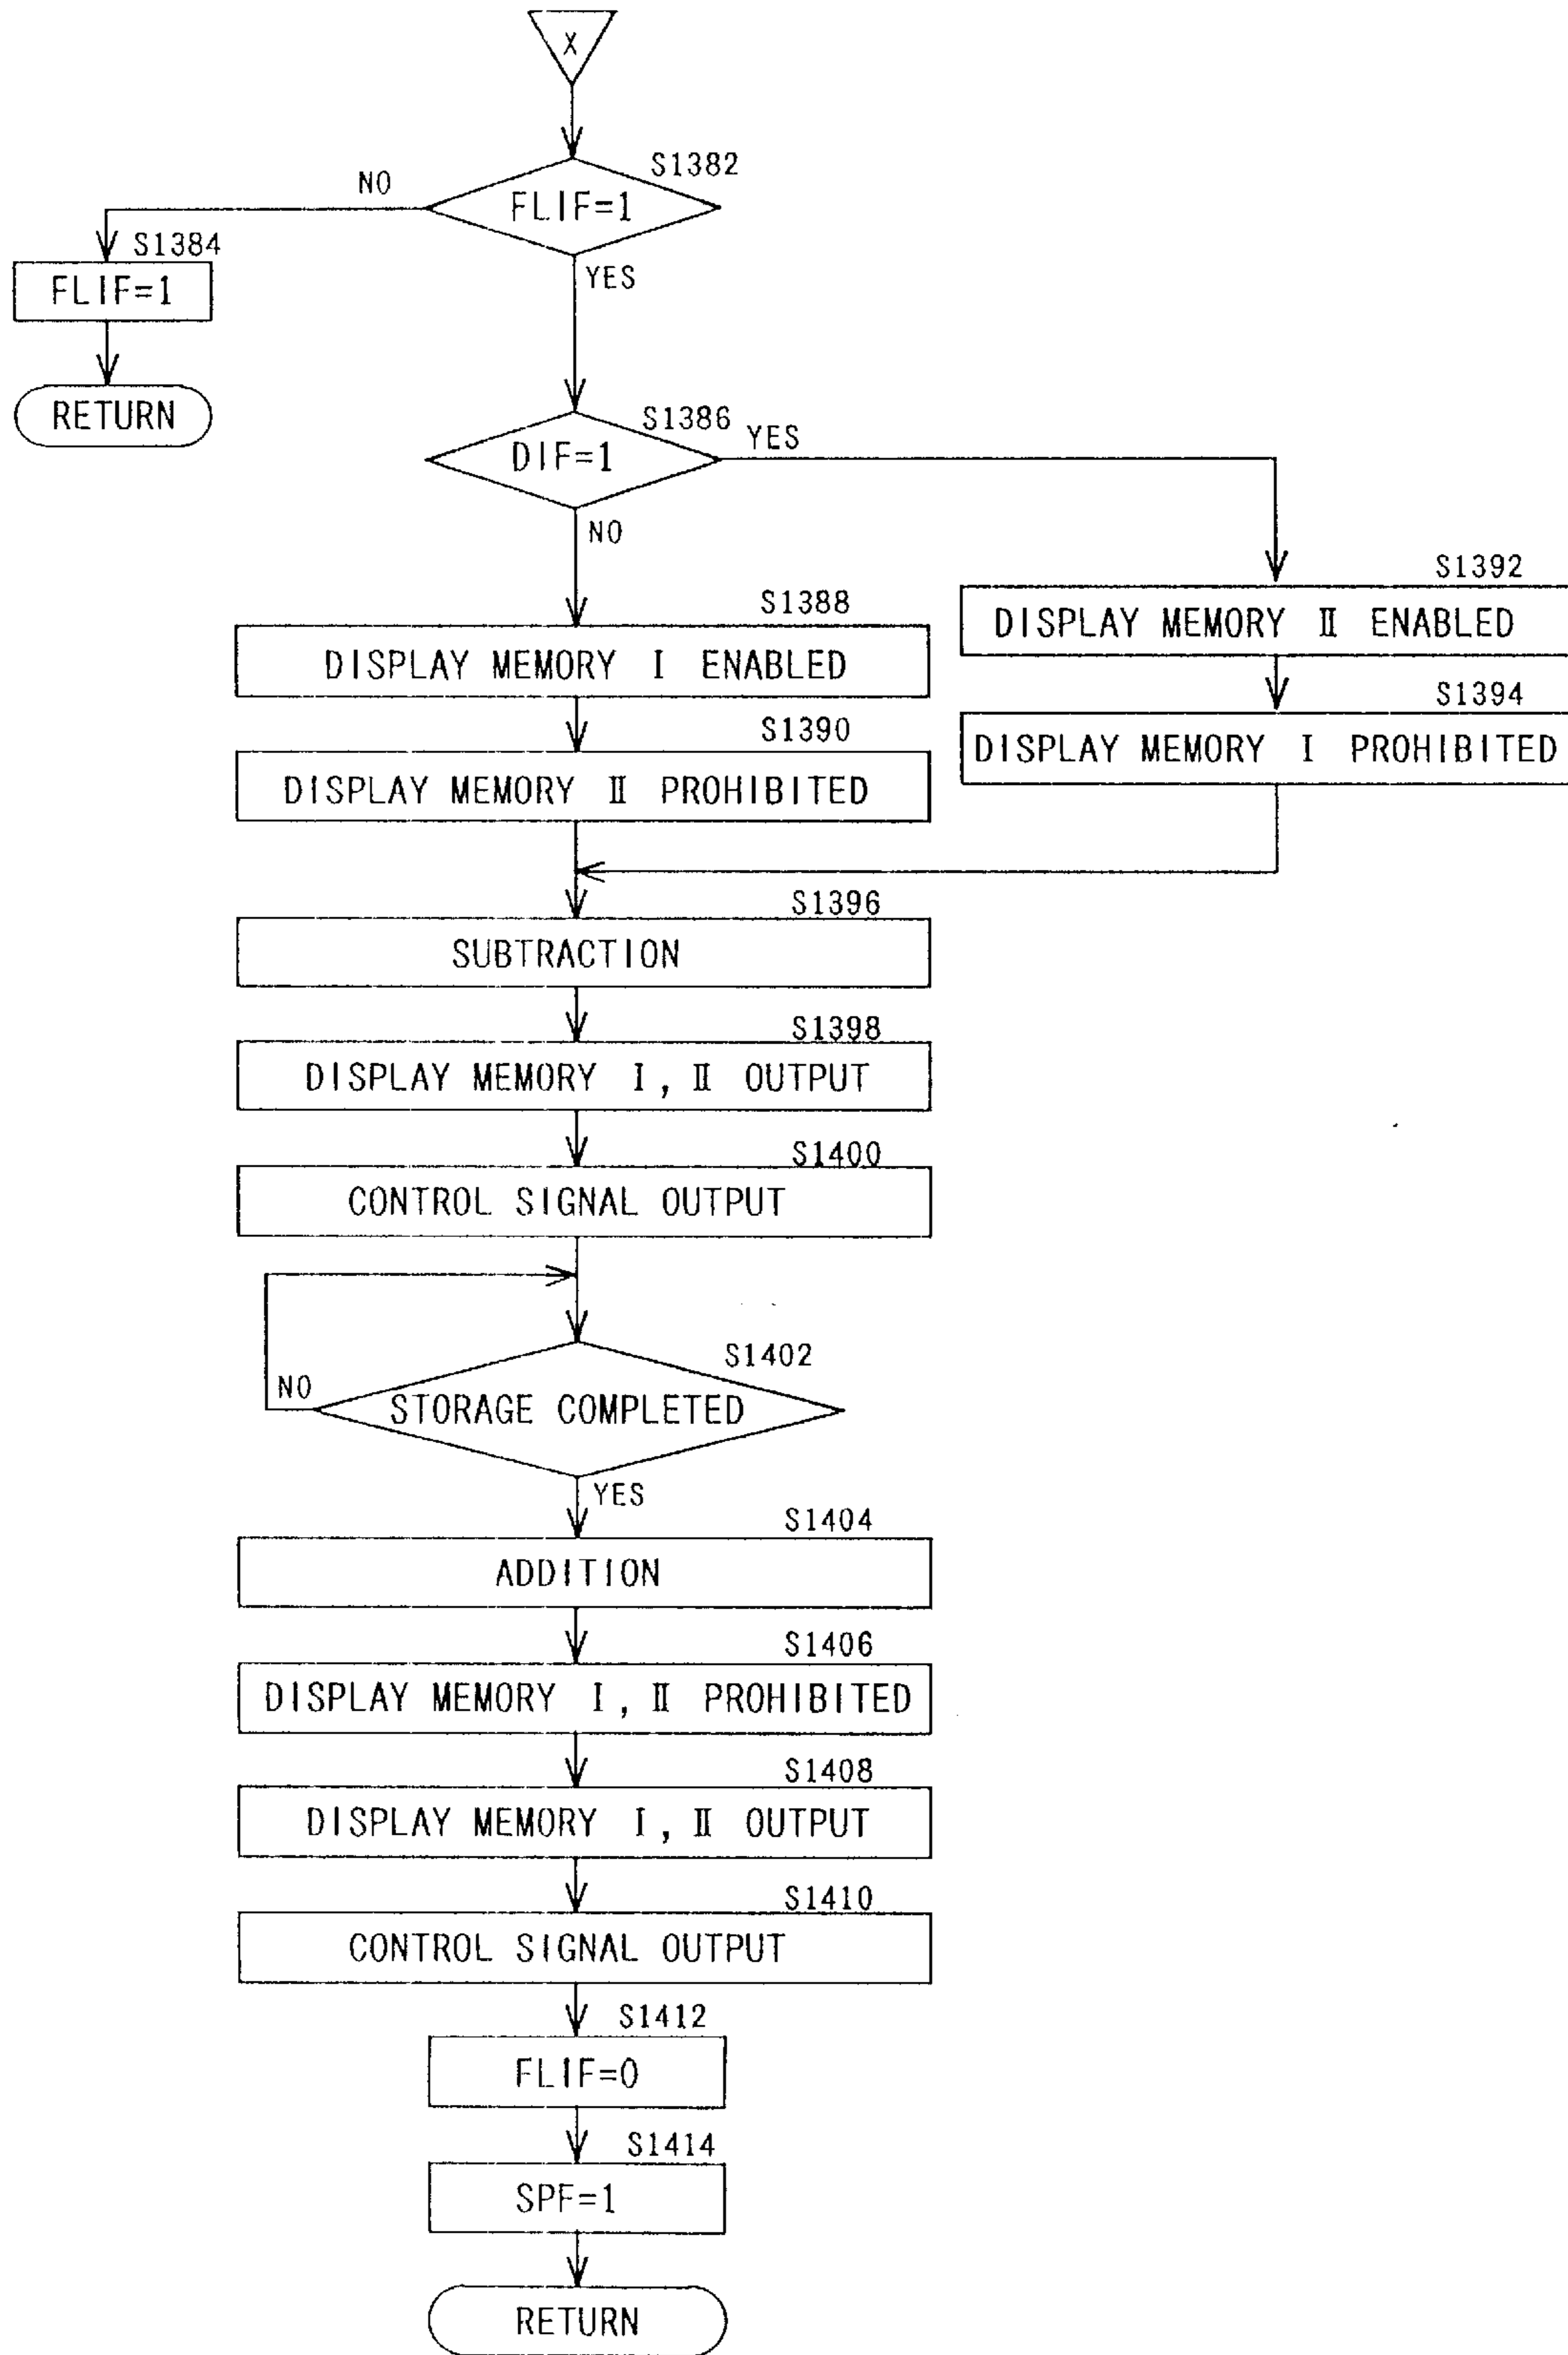 X
S1382
NO
FLIF=1
S1384
YES
FLIF=1
RETURN
S1386
YES
DIF=1
NO
S1392
S1388
DISPLAY MEMORY Ⅱ ENABLED
DISPLAY MEMORY Ⅰ ENABLED
S1394
S1390
DISPLAY MEMORY Ⅰ PROHIBITED
DISPLAY MEMORY Ⅱ PROHIBITED
S1396
SUBTRACTION
S1398
DISPLAY MEMORY Ⅰ, Ⅱ OUTPUT
S1400
CONTROL SIGNAL OUTPUT
S1402
NO
STORAGE COMPLETED
YES
S1404
ADDITION
S1406
DISPLAY MEMORY Ⅰ, Ⅱ PROHIBITED
S1408
DISPLAY MEMORY Ⅰ, Ⅱ OUTPUT
S1410
CONTROL SIGNAL OUTPUT
S1412
FLIF=0
S1414
SPF=1
RETURN